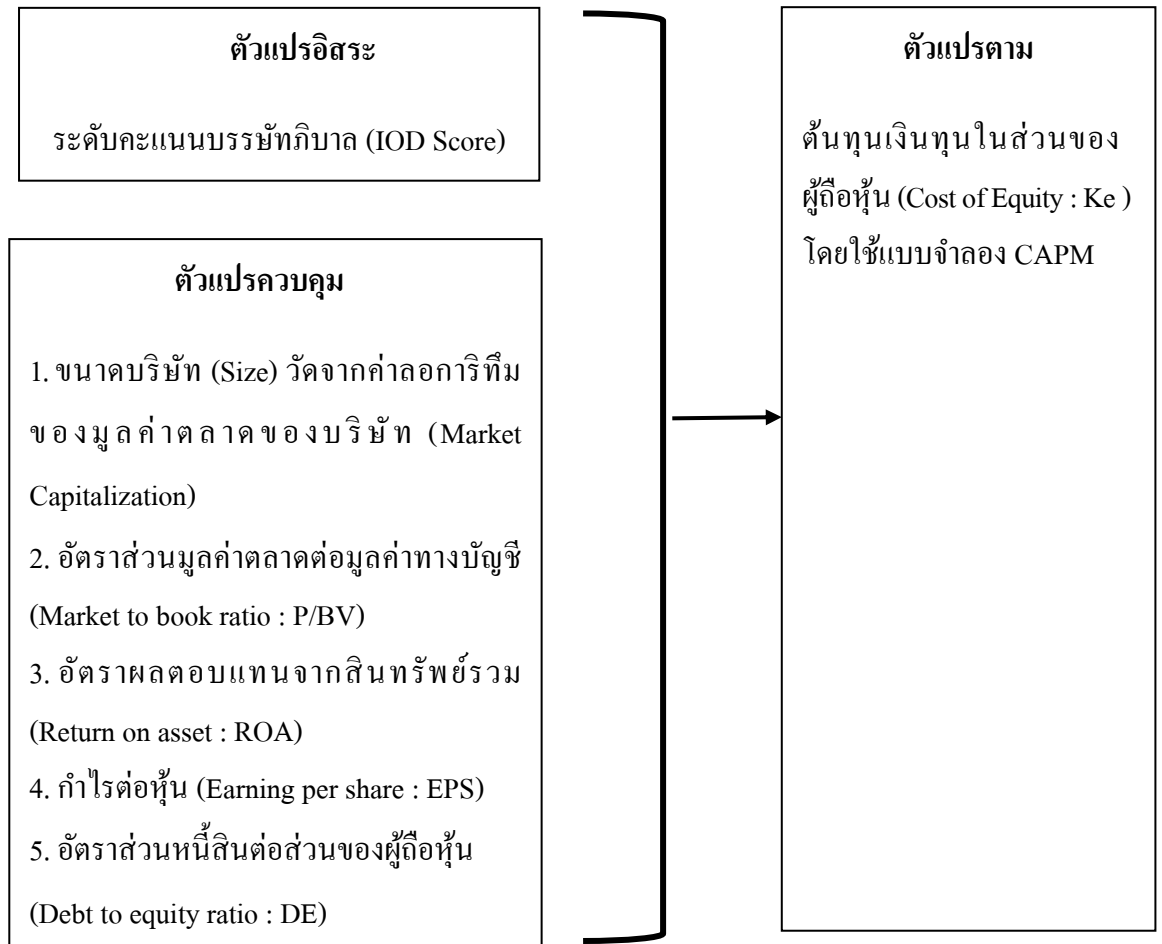 ตัวแปรอิสระ
ระดับคะแนนบรรษัทภิบาล (IOD Score)
ตัวแปรควบคุม
1. ขนาดบริษัท (Size) วัดจากค่าลอการิทึม
ของมูลค่าตลาดของบริษัท (Market
Capitalization)
2. อัตราส่วนมูลค่าตลาดต่อมูลค่าทางบัญชี
(Market to book ratio : P/BV)
3. อัตราผลตอบแทนจากสินทรัพย์รวม
(Return on asset : ROA)
4. กำไรต่อหุ้น (Earning per share : EPS)
5. อัตราส่วนหนี้สินต่อส่วนของผู้ถือหุ้น
(Debt to equity ratio : DE)
ตัวแปรตาม
ต้นทุนเงินทุนในส่วนของ
ผู้ถือหุ้น (Cost of Equity : Ke )
โดยใช้แบบจำลอง CAPM